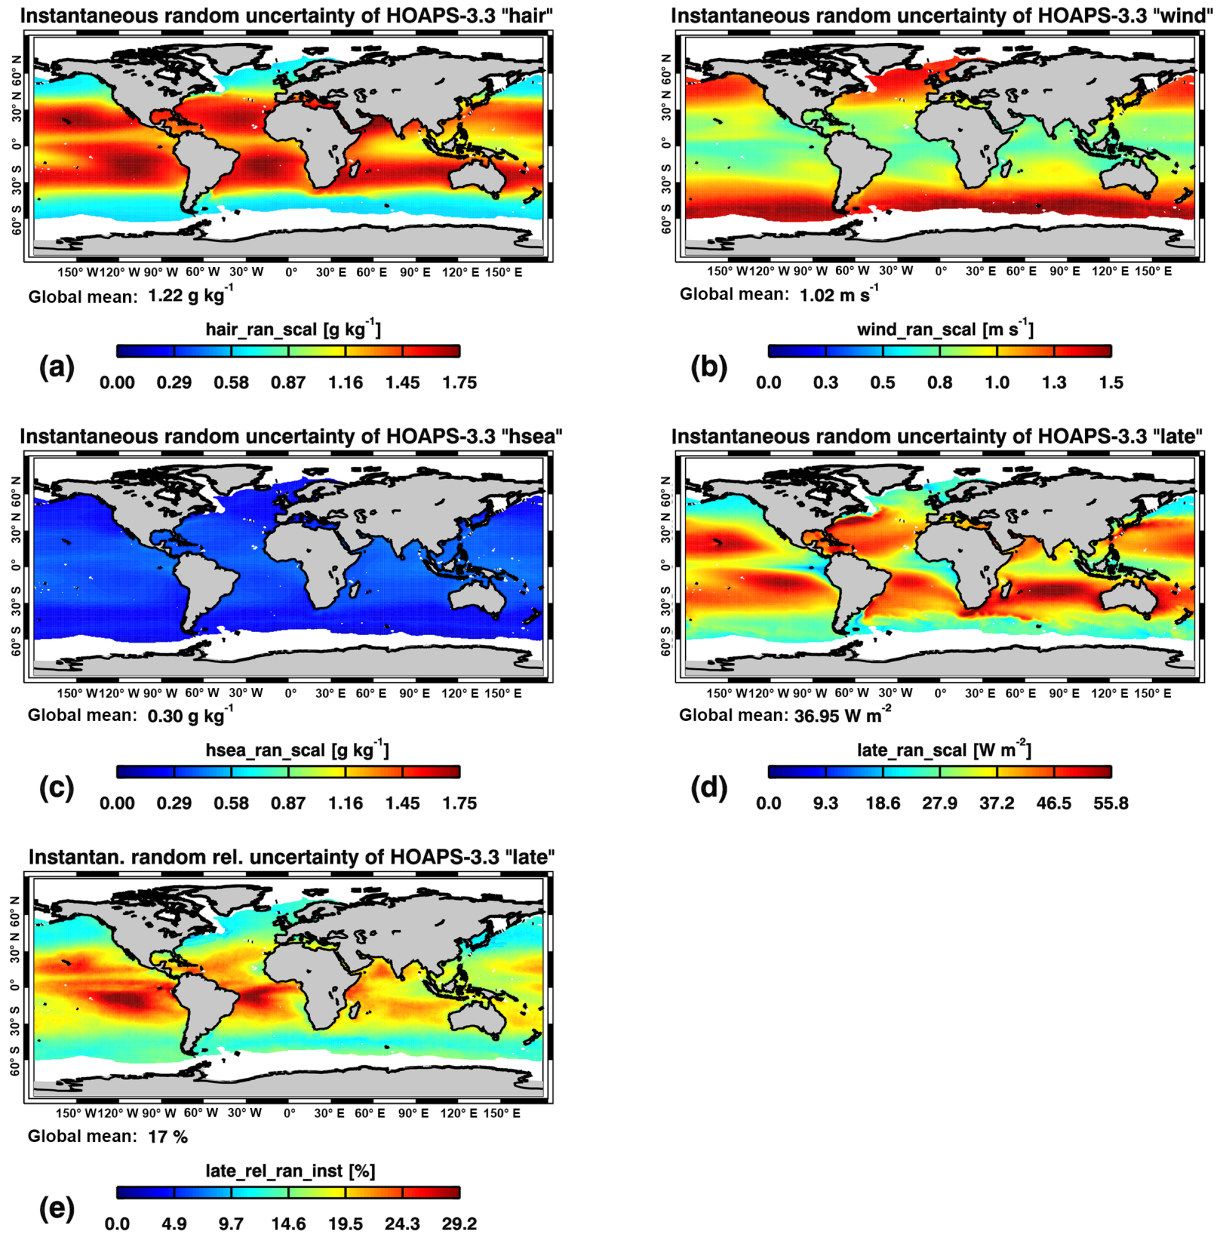 Instantaneous random uncertainty of HOAPS-3.3 "hair"
60° N
30° N
0°
30° S
60° S
150° W 120° W 90° W 60° W 30° W 0° 30° E 60° E 90° E 120° E 150° E
Global mean: 1.22 g kg⁻¹
hair_ran_scal [g kg⁻¹]
(a)
0.00 0.29 0.58 0.87 1.16 1.45 1.75
Instantaneous random uncertainty of HOAPS-3.3 "wind"
60° N
30° N
0°
30° S
60° S
150° W 120° W 90° W 60° W 30° W 0° 30° E 60° E 90° E 120° E 150° E
Global mean: 1.02 m s⁻¹
wind_ran_scal [m s⁻¹]
(b)
0.0 0.3 0.5 0.8 1.0 1.3 1.5
Instantaneous random uncertainty of HOAPS-3.3 "hsea"
60° N
30° N
0°
30° S
60° S
150° W 120° W 90° W 60° W 30° W 0° 30° E 60° E 90° E 120° E 150° E
Global mean: 0.30 g kg⁻¹
hsea_ran_scal [g kg⁻¹]
(c)
0.00 0.29 0.58 0.87 1.16 1.45 1.75
Instantaneous random uncertainty of HOAPS-3.3 "late"
60° N
30° N
0°
30° S
60° S
150° W 120° W 90° W 60° W 30° W 0° 30° E 60° E 90° E 120° E 150° E
Global mean: 36.95 W m⁻²
late_ran_scal [W m⁻²]
(d)
0.0 9.3 18.6 27.9 37.2 46.5 55.8
Instantan. random rel. uncertainty of HOAPS-3.3 "late"
60° N
30° N
0°
30° S
60° S
150° W 120° W 90° W 60° W 30° W 0° 30° E 60° E 90° E 120° E 150° E
Global mean: 17 %
late_rel_ran_inst [%]
(e)
0.0 4.9 9.7 14.6 19.5 24.3 29.2